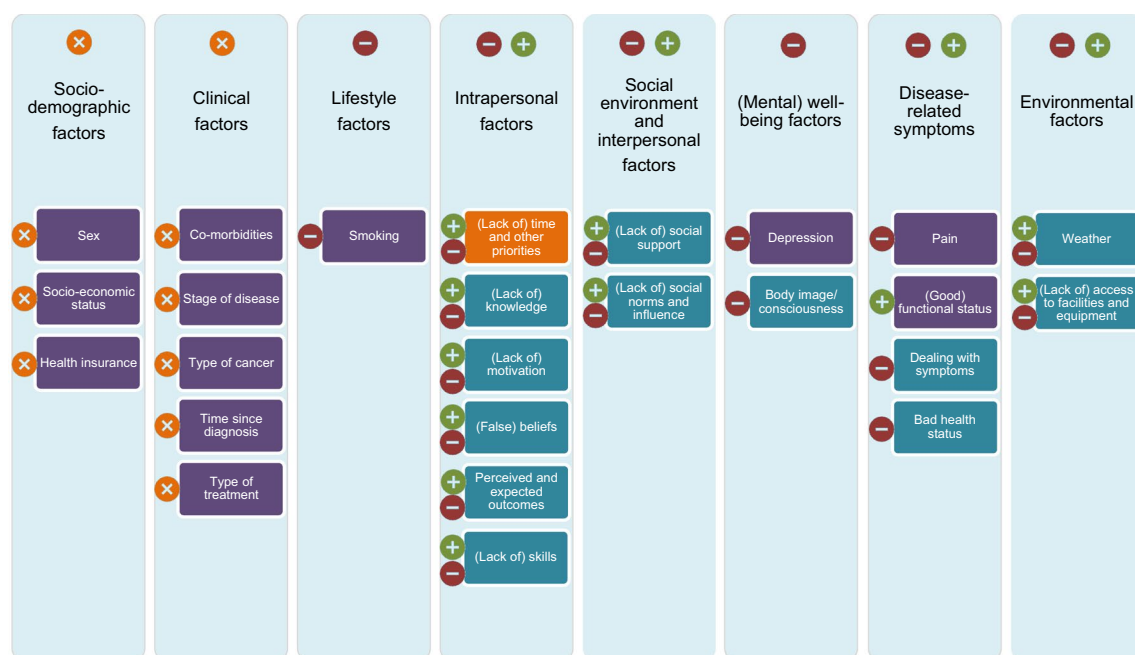 Socio-
demographic
factors
Sex
Socio-economic
status
Health insurance
Clinical
factors
Co-morbidities
Stage of disease
Type of cancer
Time since
diagnosis
Type of
treatment
Lifestyle
factors
Smoking
Intrapersonal
factors
(Lack of) time
and other
priorities
(Lack of)
knowledge
(Lack of)
motivation
(False) beliefs
Perceived and
expected
outcomes
(Lack of) skills
Social
environment
and
interpersonal
factors
(Lack of) social
support
(Lack of) social
norms and
influence
(Mental) well-
being factors
Depression
Body image/
consciousness
Disease-
related
symptoms
Pain
(Good)
functional status
Dealing with
symptoms
Bad health
status
Environmental
factors
Weather
(Lack of) access
to facilities and
equipment